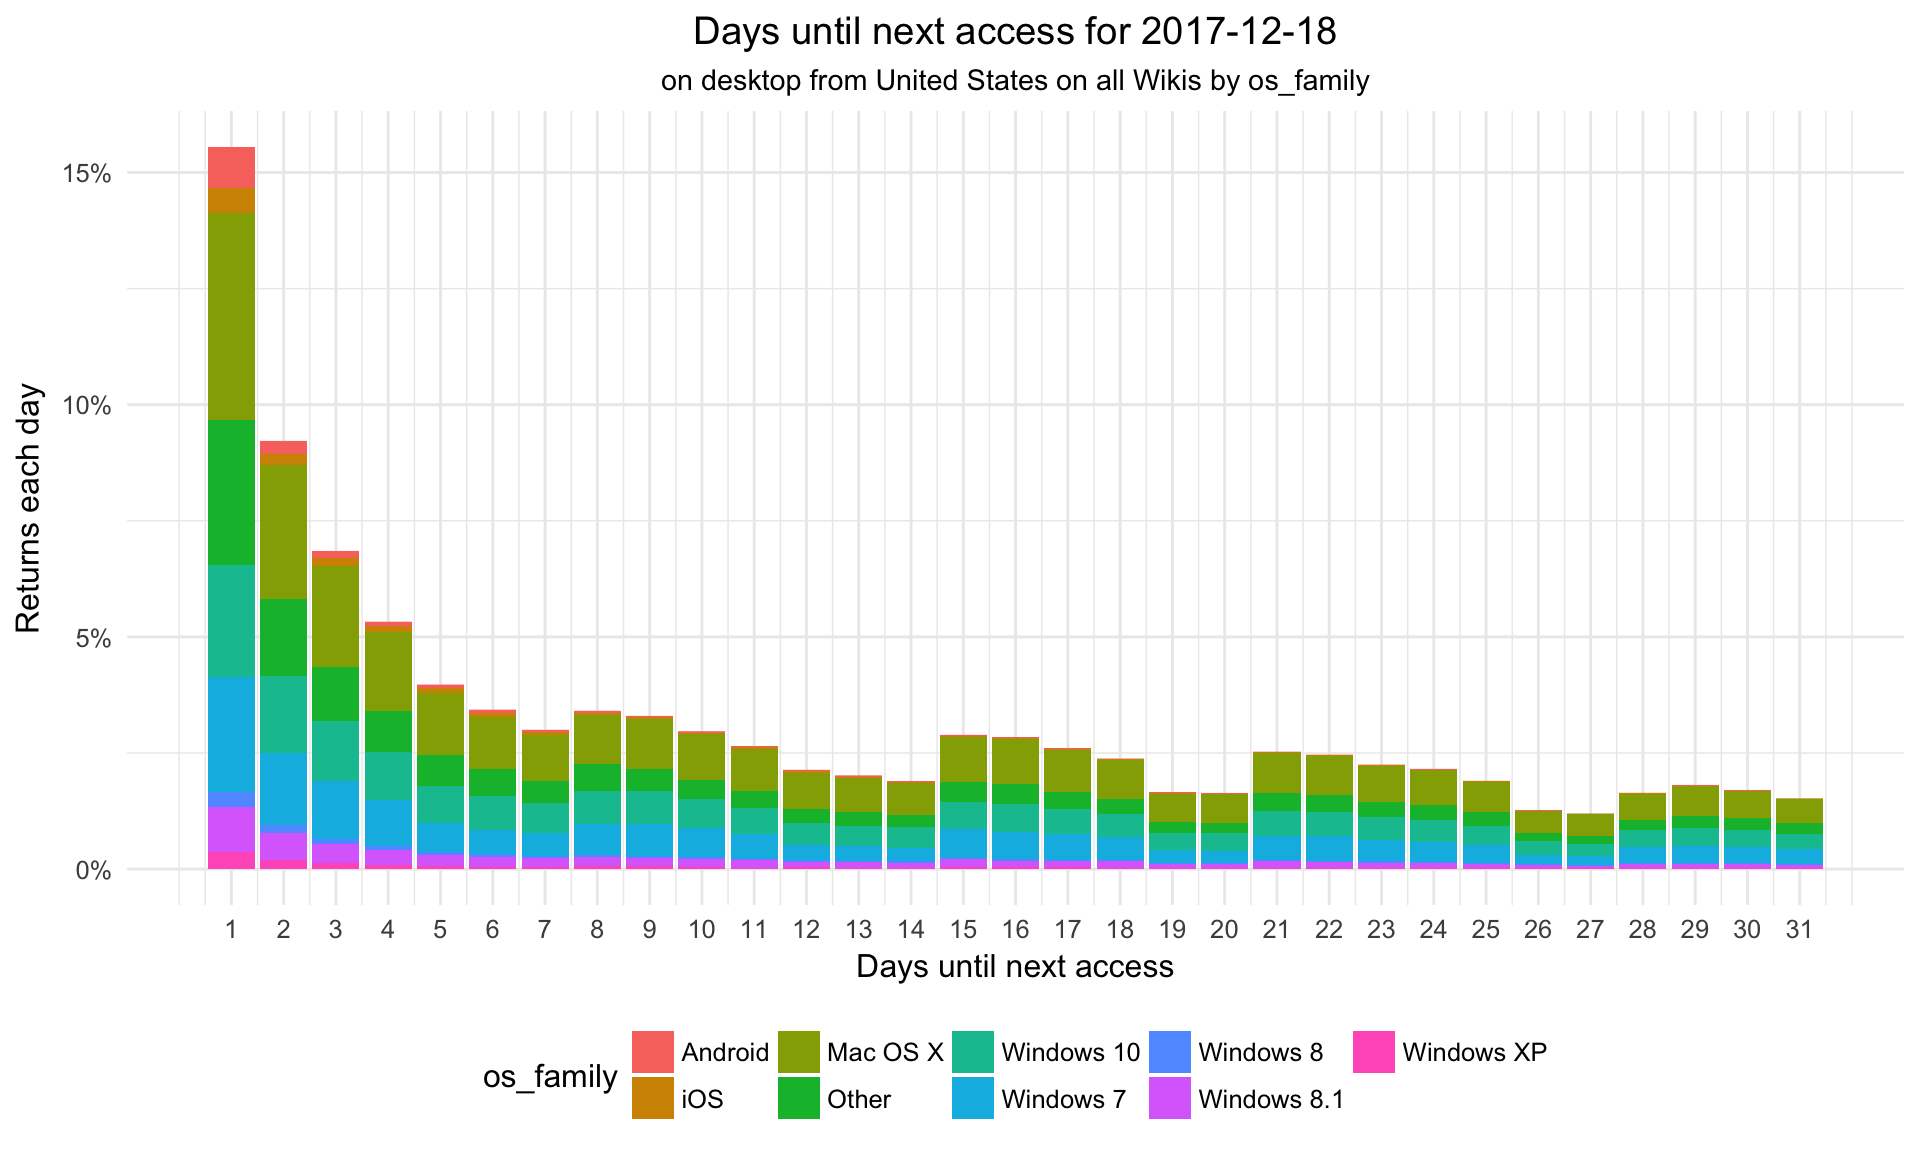 Days until next access for 2017-12-18
on desktop from United States on all Wikis by os_family
Returns each day
15%
10%
5%
0%
1 2 3 4 5 6 7 8 9 10 11 12 13 14 15 16 17 18 19 20 21 22 23 24 25 26 27 28 29 30 31
Days until next access
os_family
Android Mac OS X Windows 10 Windows 8 Windows XP
iOS Other Windows 7 Windows 8.1